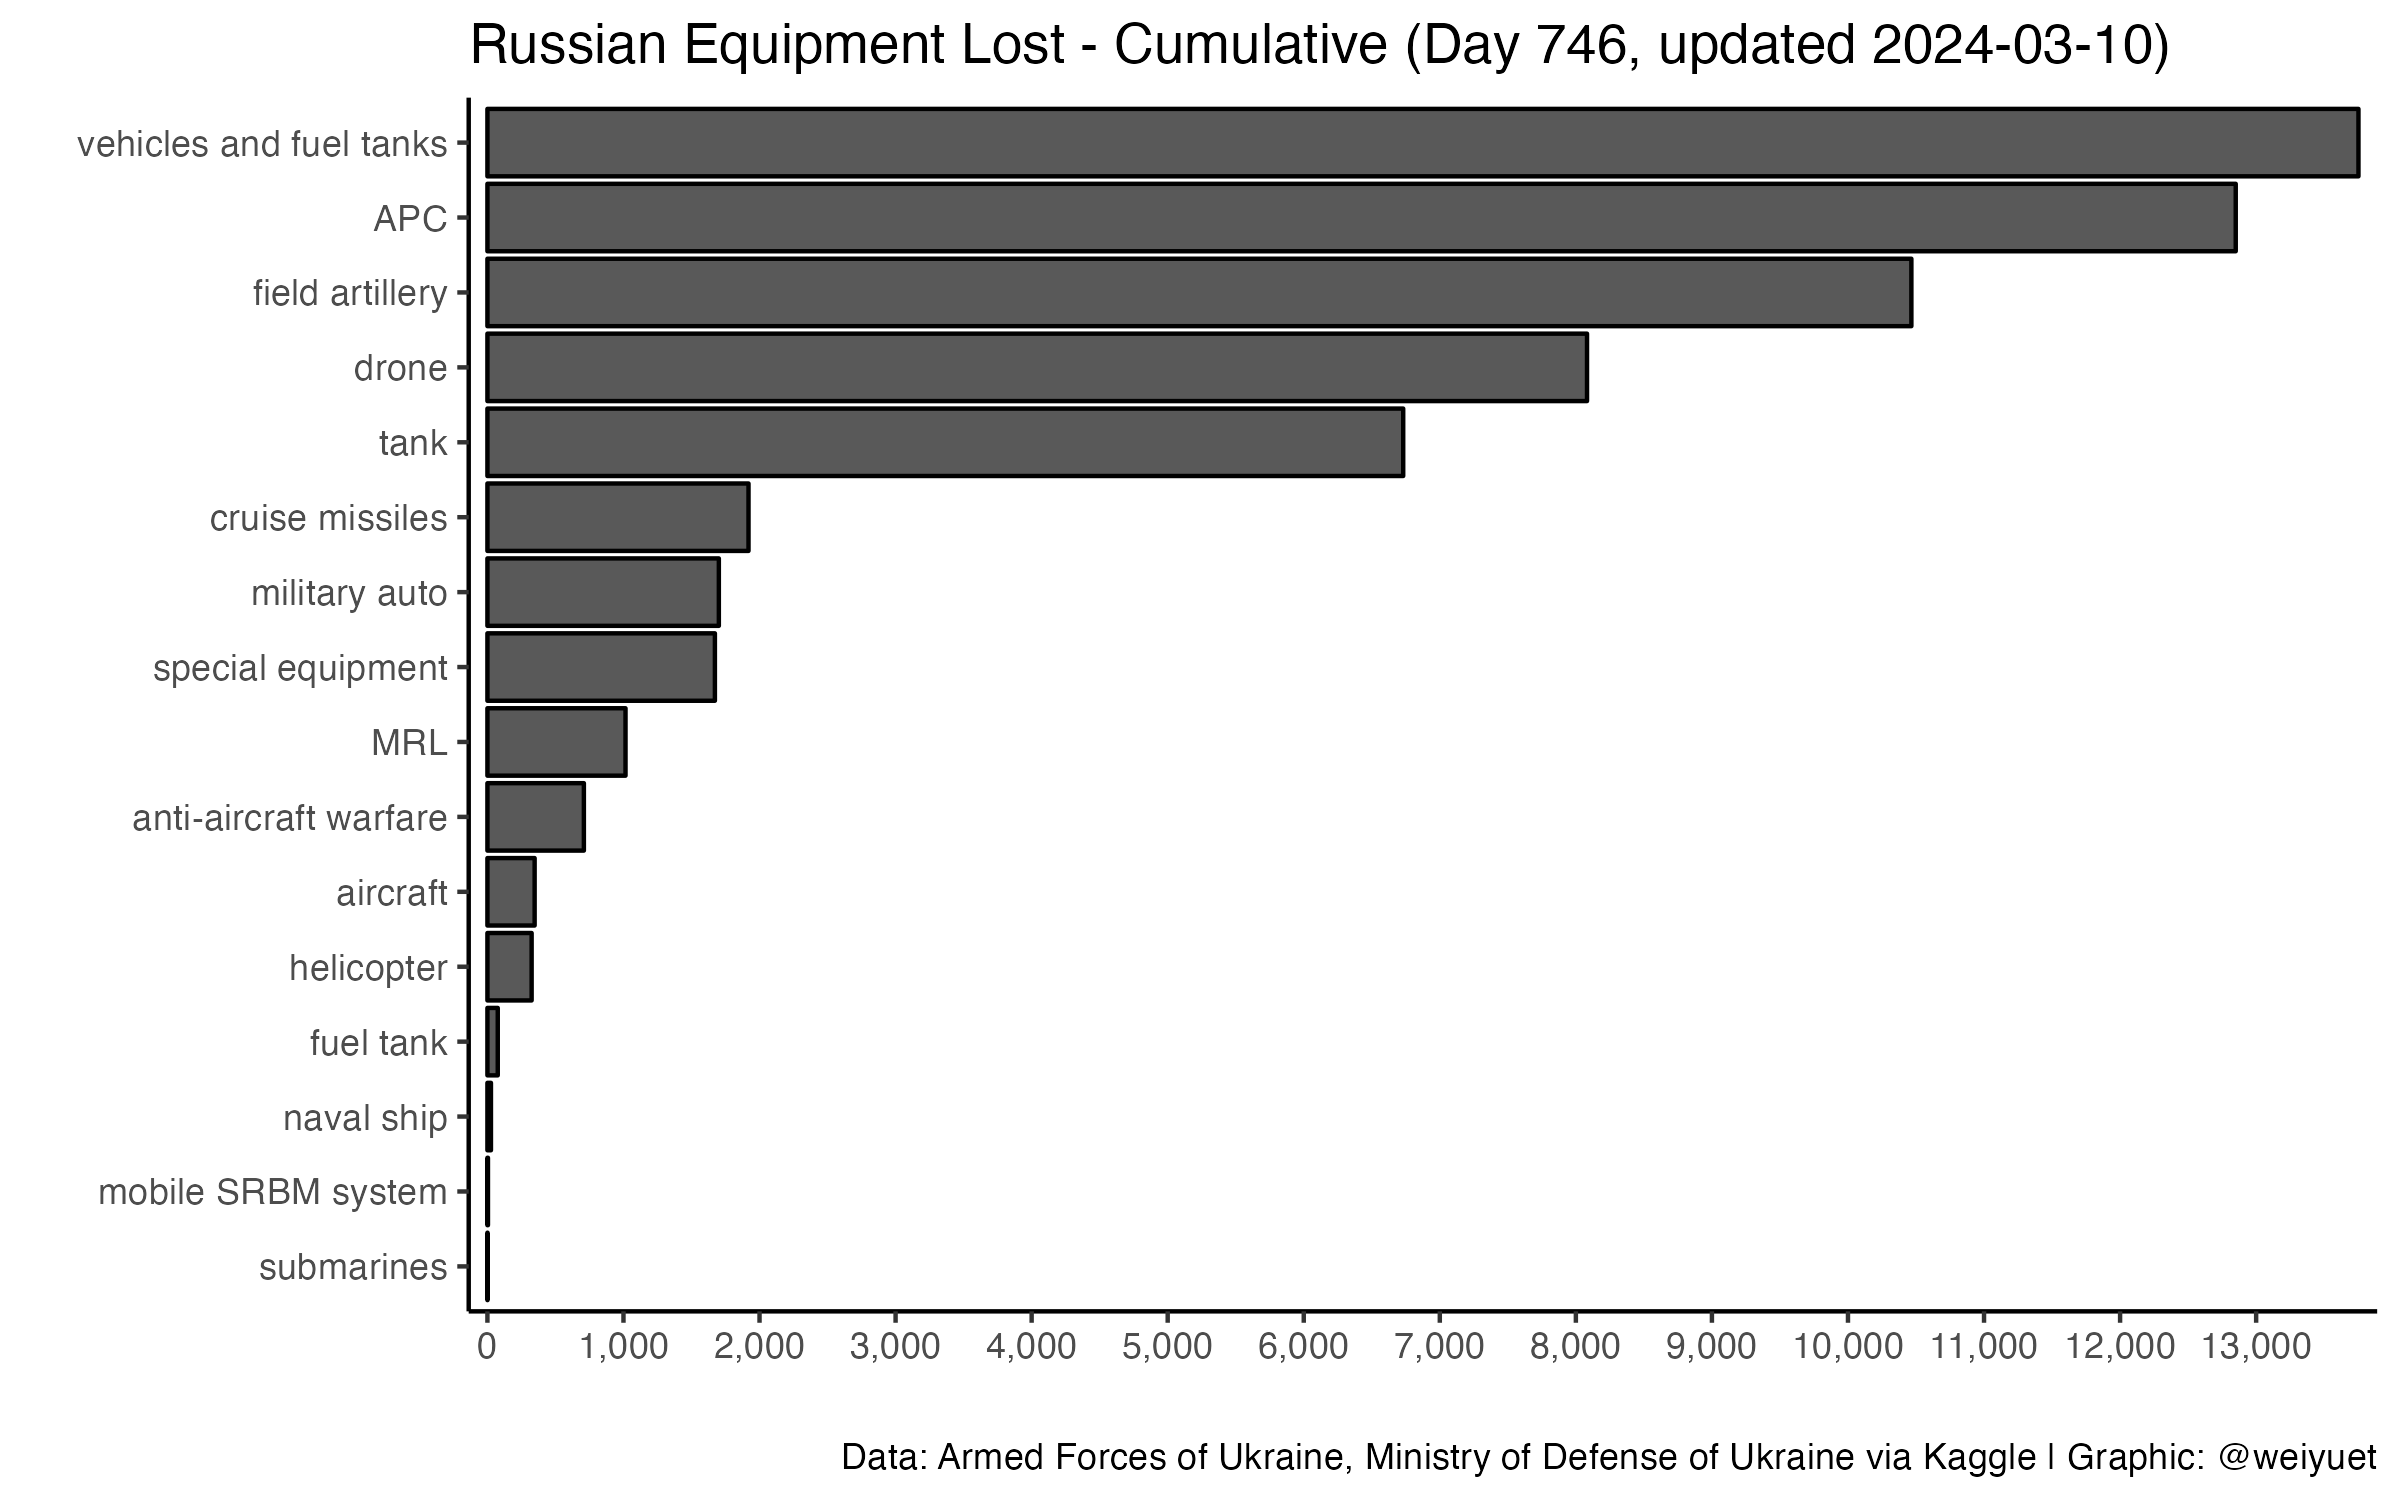 Russian Equipment Lost - Cumulative (Day 746, updated 2024-03-10)
vehicles and fuel tanks
APC
field artillery
drone
tank
cruise missiles
military auto
special equipment
MRL
anti-aircraft warfare
aircraft
helicopter
fuel tank
naval ship
mobile SRBM system
submarines
0 1,000 2,000 3,000 4,000 5,000 6,000 7,000 8,000 9,000 10,000 11,000 12,000 13,000
Data: Armed Forces of Ukraine, Ministry of Defense of Ukraine via Kaggle | Graphic: @weiyuet